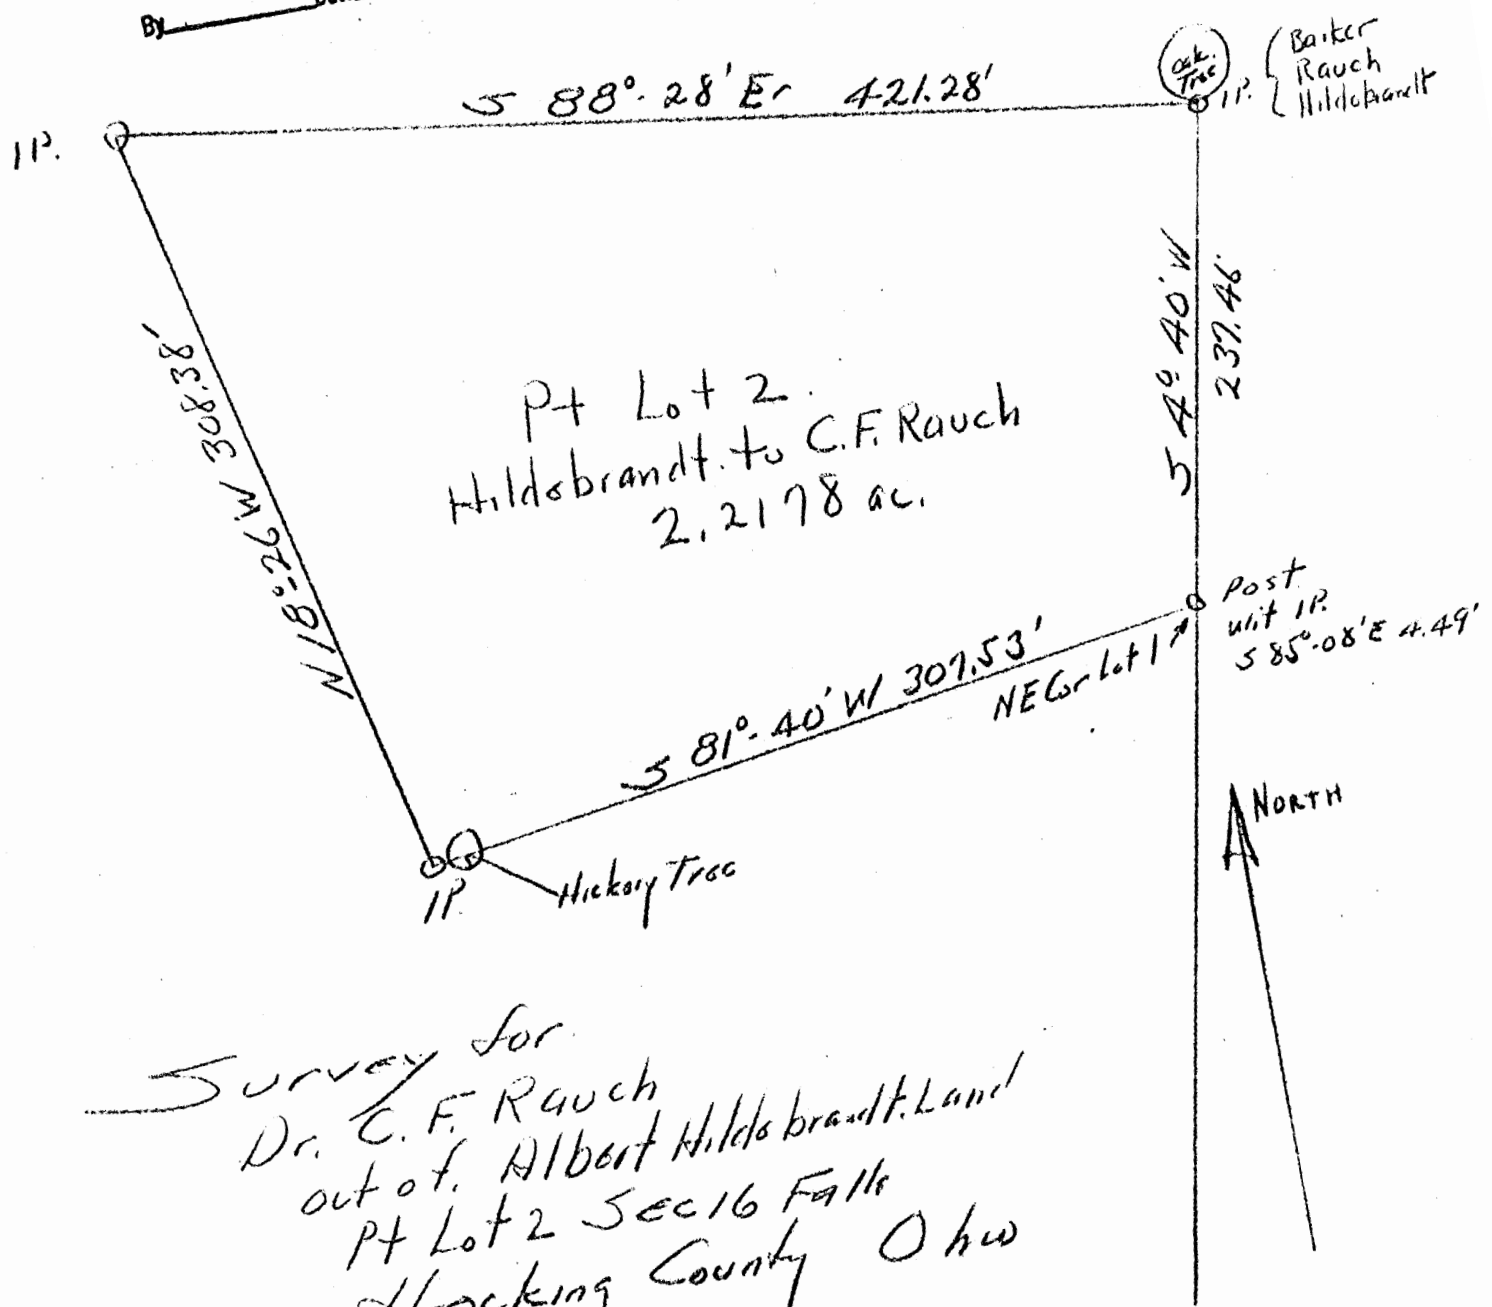 By
S 88°-28' E 421.28'
Oak
Tree
IP.
Barker
Rauch
Hildebrandt
IP.
N 18°-26' W 308.38'
S 4° 40' W
237.46'
Pt Lot 2
Hildebrandt to C.F. Rauch
2.2178 ac.
Post
wit IP.
S 85°-08' E 4.49'
S 81°-40' W 307.53'
NE Cor Lot 1
NORTH
IP
Hickory Tree
Survey for
Dr. C. F. Rauch
out of Albert Hildebrandt Land
Pt Lot 2 Sec 16 Falls
Hocking County Ohio